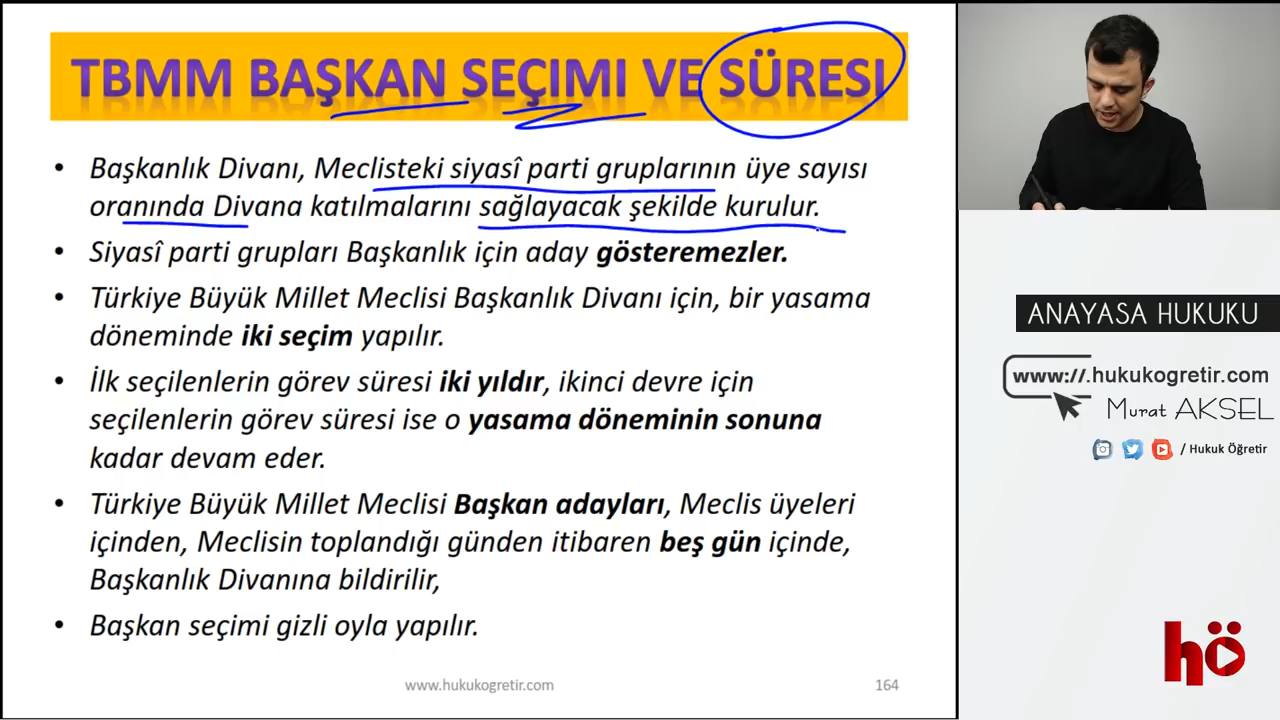 TBMM BAŞKAN SEÇIMI VE SÜRESI
• Başkanlık Divanı, Meclisteki siyasî parti gruplarının üye sayısı
oranında Divana katılmalarını sağlayacak şekilde kurulur.
• Siyasî parti grupları Başkanlık için aday gösteremezler.
• Türkiye Büyük Millet Meclisi Başkanlık Divanı için, bir yasama
döneminde iki seçim yapılır.
• İlk seçilenlerin görev süresi iki yıldır, ikinci devre için
seçilenlerin görev süresi ise o yasama döneminin sonuna
kadar devam eder.
• Türkiye Büyük Millet Meclisi Başkan adayları, Meclis üyeleri
içinden, Meclisin toplandığı günden itibaren beş gün içinde,
Başkanlık Divanına bildirilir,
• Başkan seçimi gizli oyla yapılır.
www.hukukogretir.com
164
ANAYASA HUKUKU
www://.hukukogretir.com
Murat AKSEL
/ Hukuk Öğretir
hö